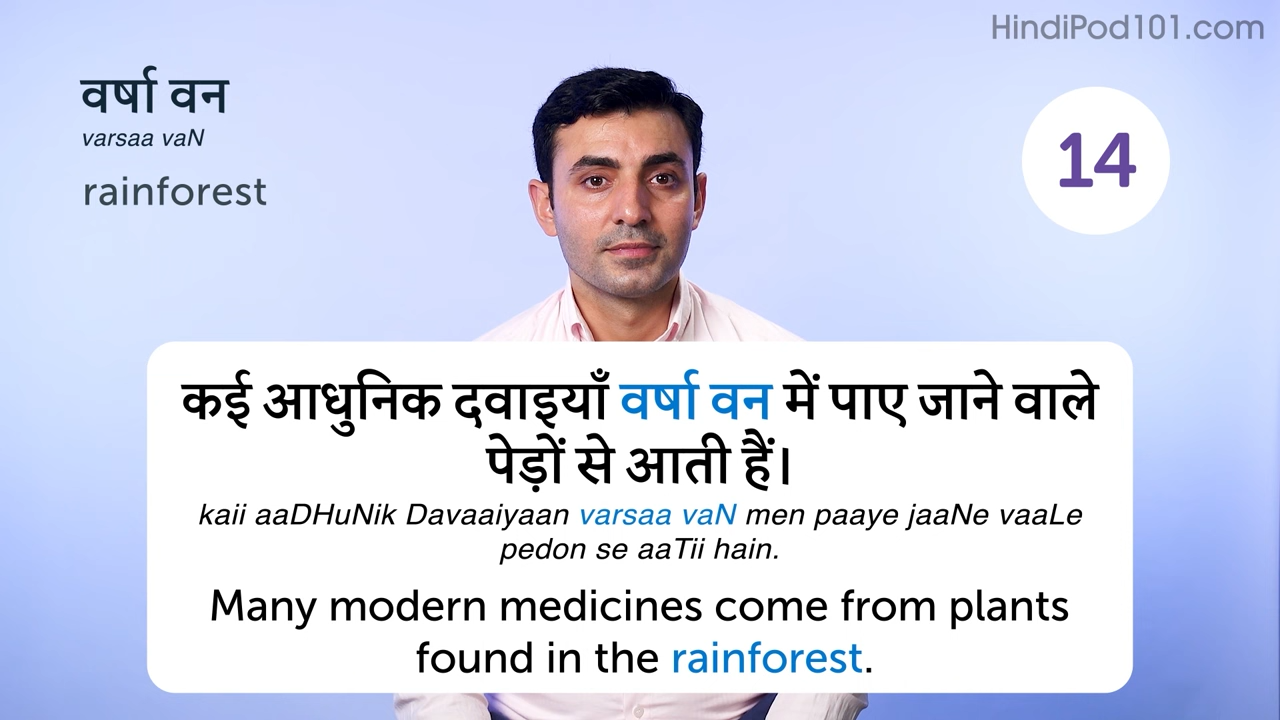 HindiPod101.com
वर्षा वन
varsaa vaN
rainforest
14
कई आधुनिक दवाइयाँ वर्षा वन में पाए जाने वाले
पेड़ों से आती हैं।
kaii aaDHuNik Davaaiyaan varsaa vaN men paaye jaaNe vaaLe
pedon se aaTii hain.
Many modern medicines come from plants
found in the rainforest.